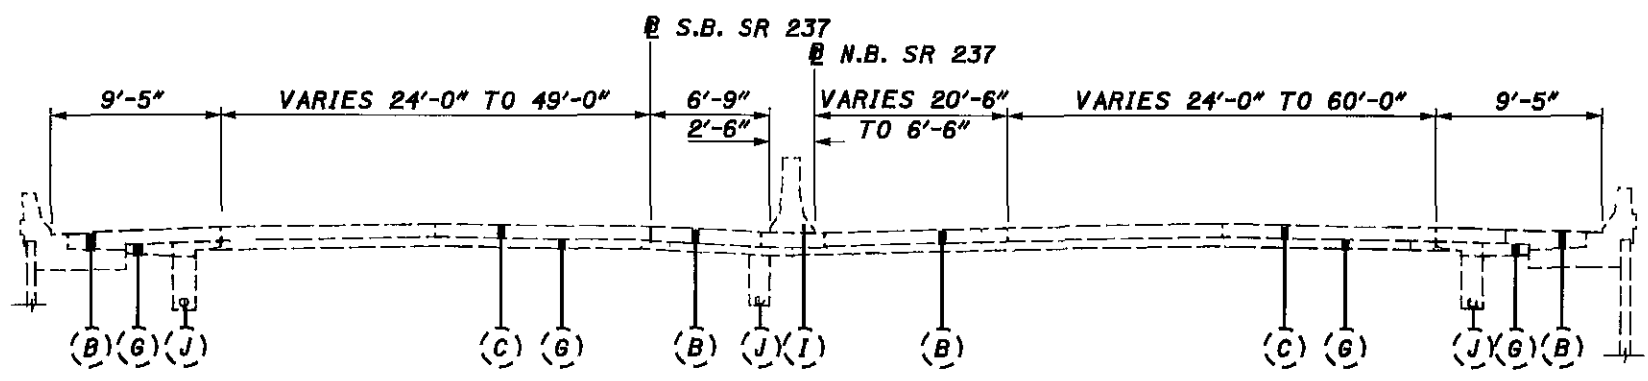 ℄ S.B. SR 237
℄ N.B. SR 237
9'-5" VARIES 24'-0" TO 49'-0" 6'-9" VARIES 20'-6" VARIES 24'-0" TO 60'-0" 9'-5"
2'-6" TO 6'-6"
B G J C G B J I B C G J G B